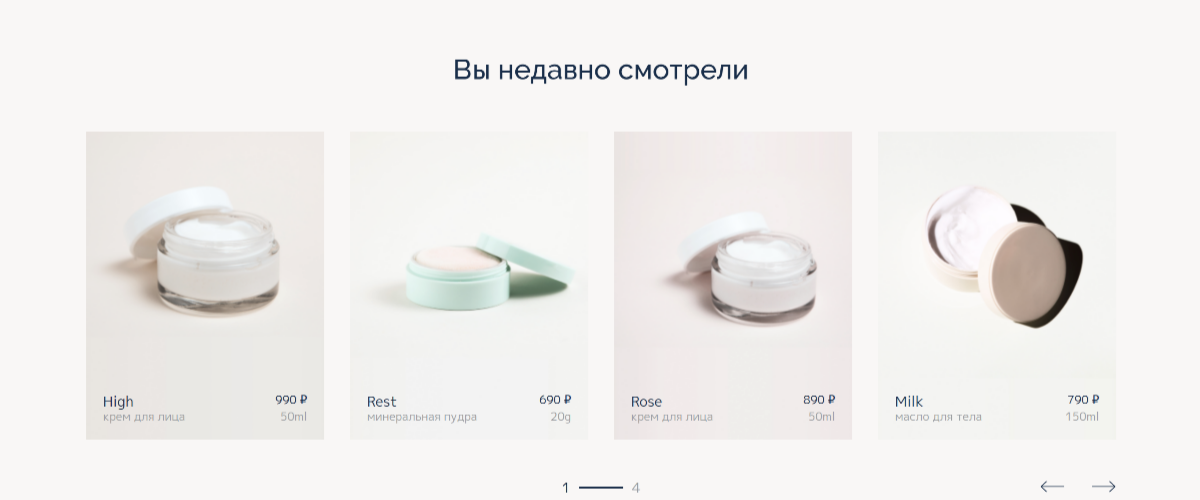 Вы недавно смотрели
High 990 ₽
крем для лица 50ml
Rest 690 ₽
минеральная пудра 20g
Rose 890 ₽
крем для лица 50ml
Milk 790 ₽
масло для тела 150ml
1 4